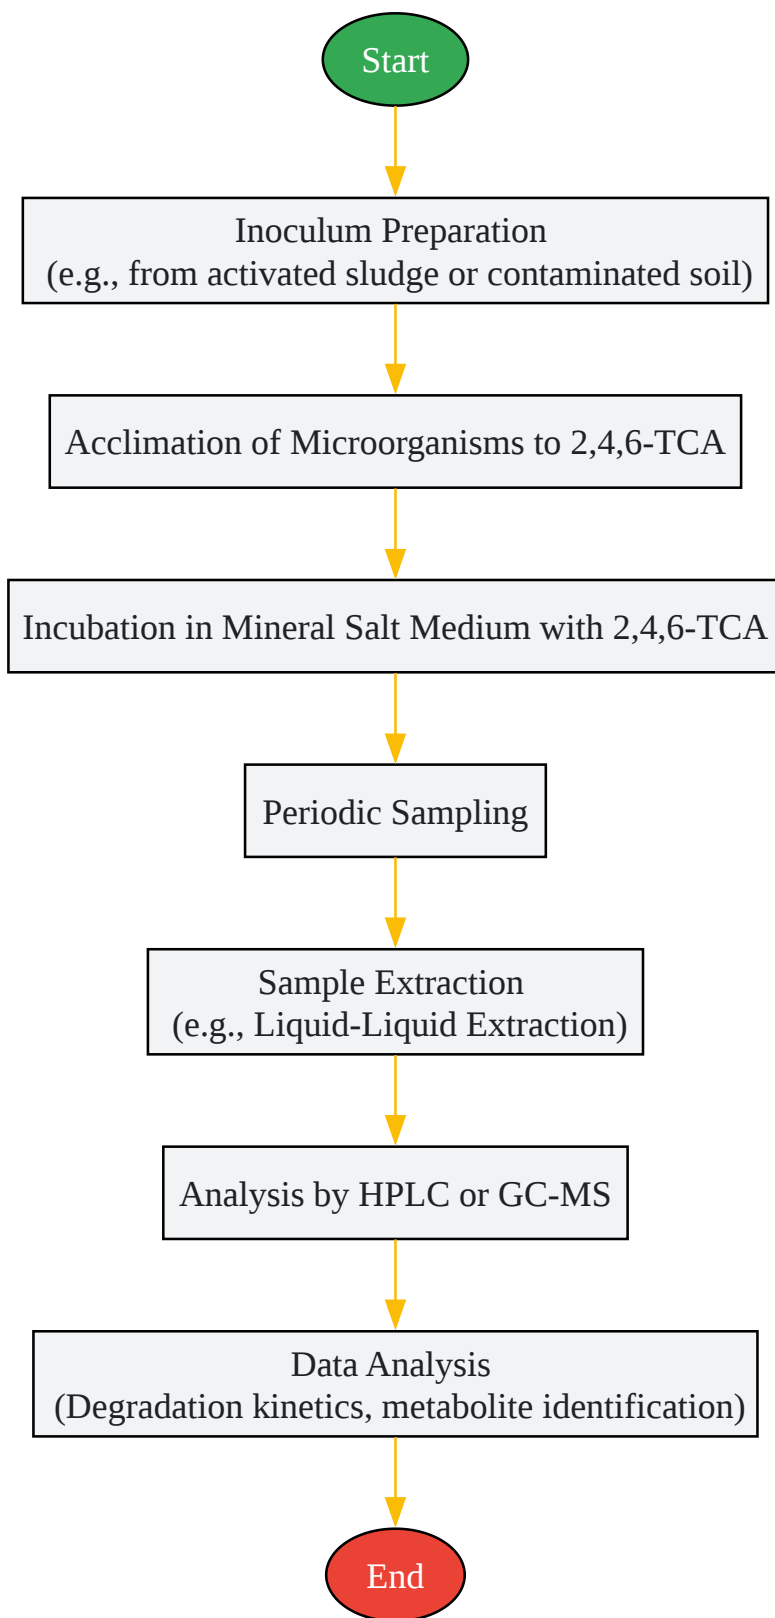 Start
Inoculum Preparation
(e.g., from activated sludge or contaminated soil)
Acclimation of Microorganisms to 2,4,6-TCA
Incubation in Mineral Salt Medium with 2,4,6-TCA
Periodic Sampling
Sample Extraction
(e.g., Liquid-Liquid Extraction)
Analysis by HPLC or GC-MS
Data Analysis
(Degradation kinetics, metabolite identification)
End